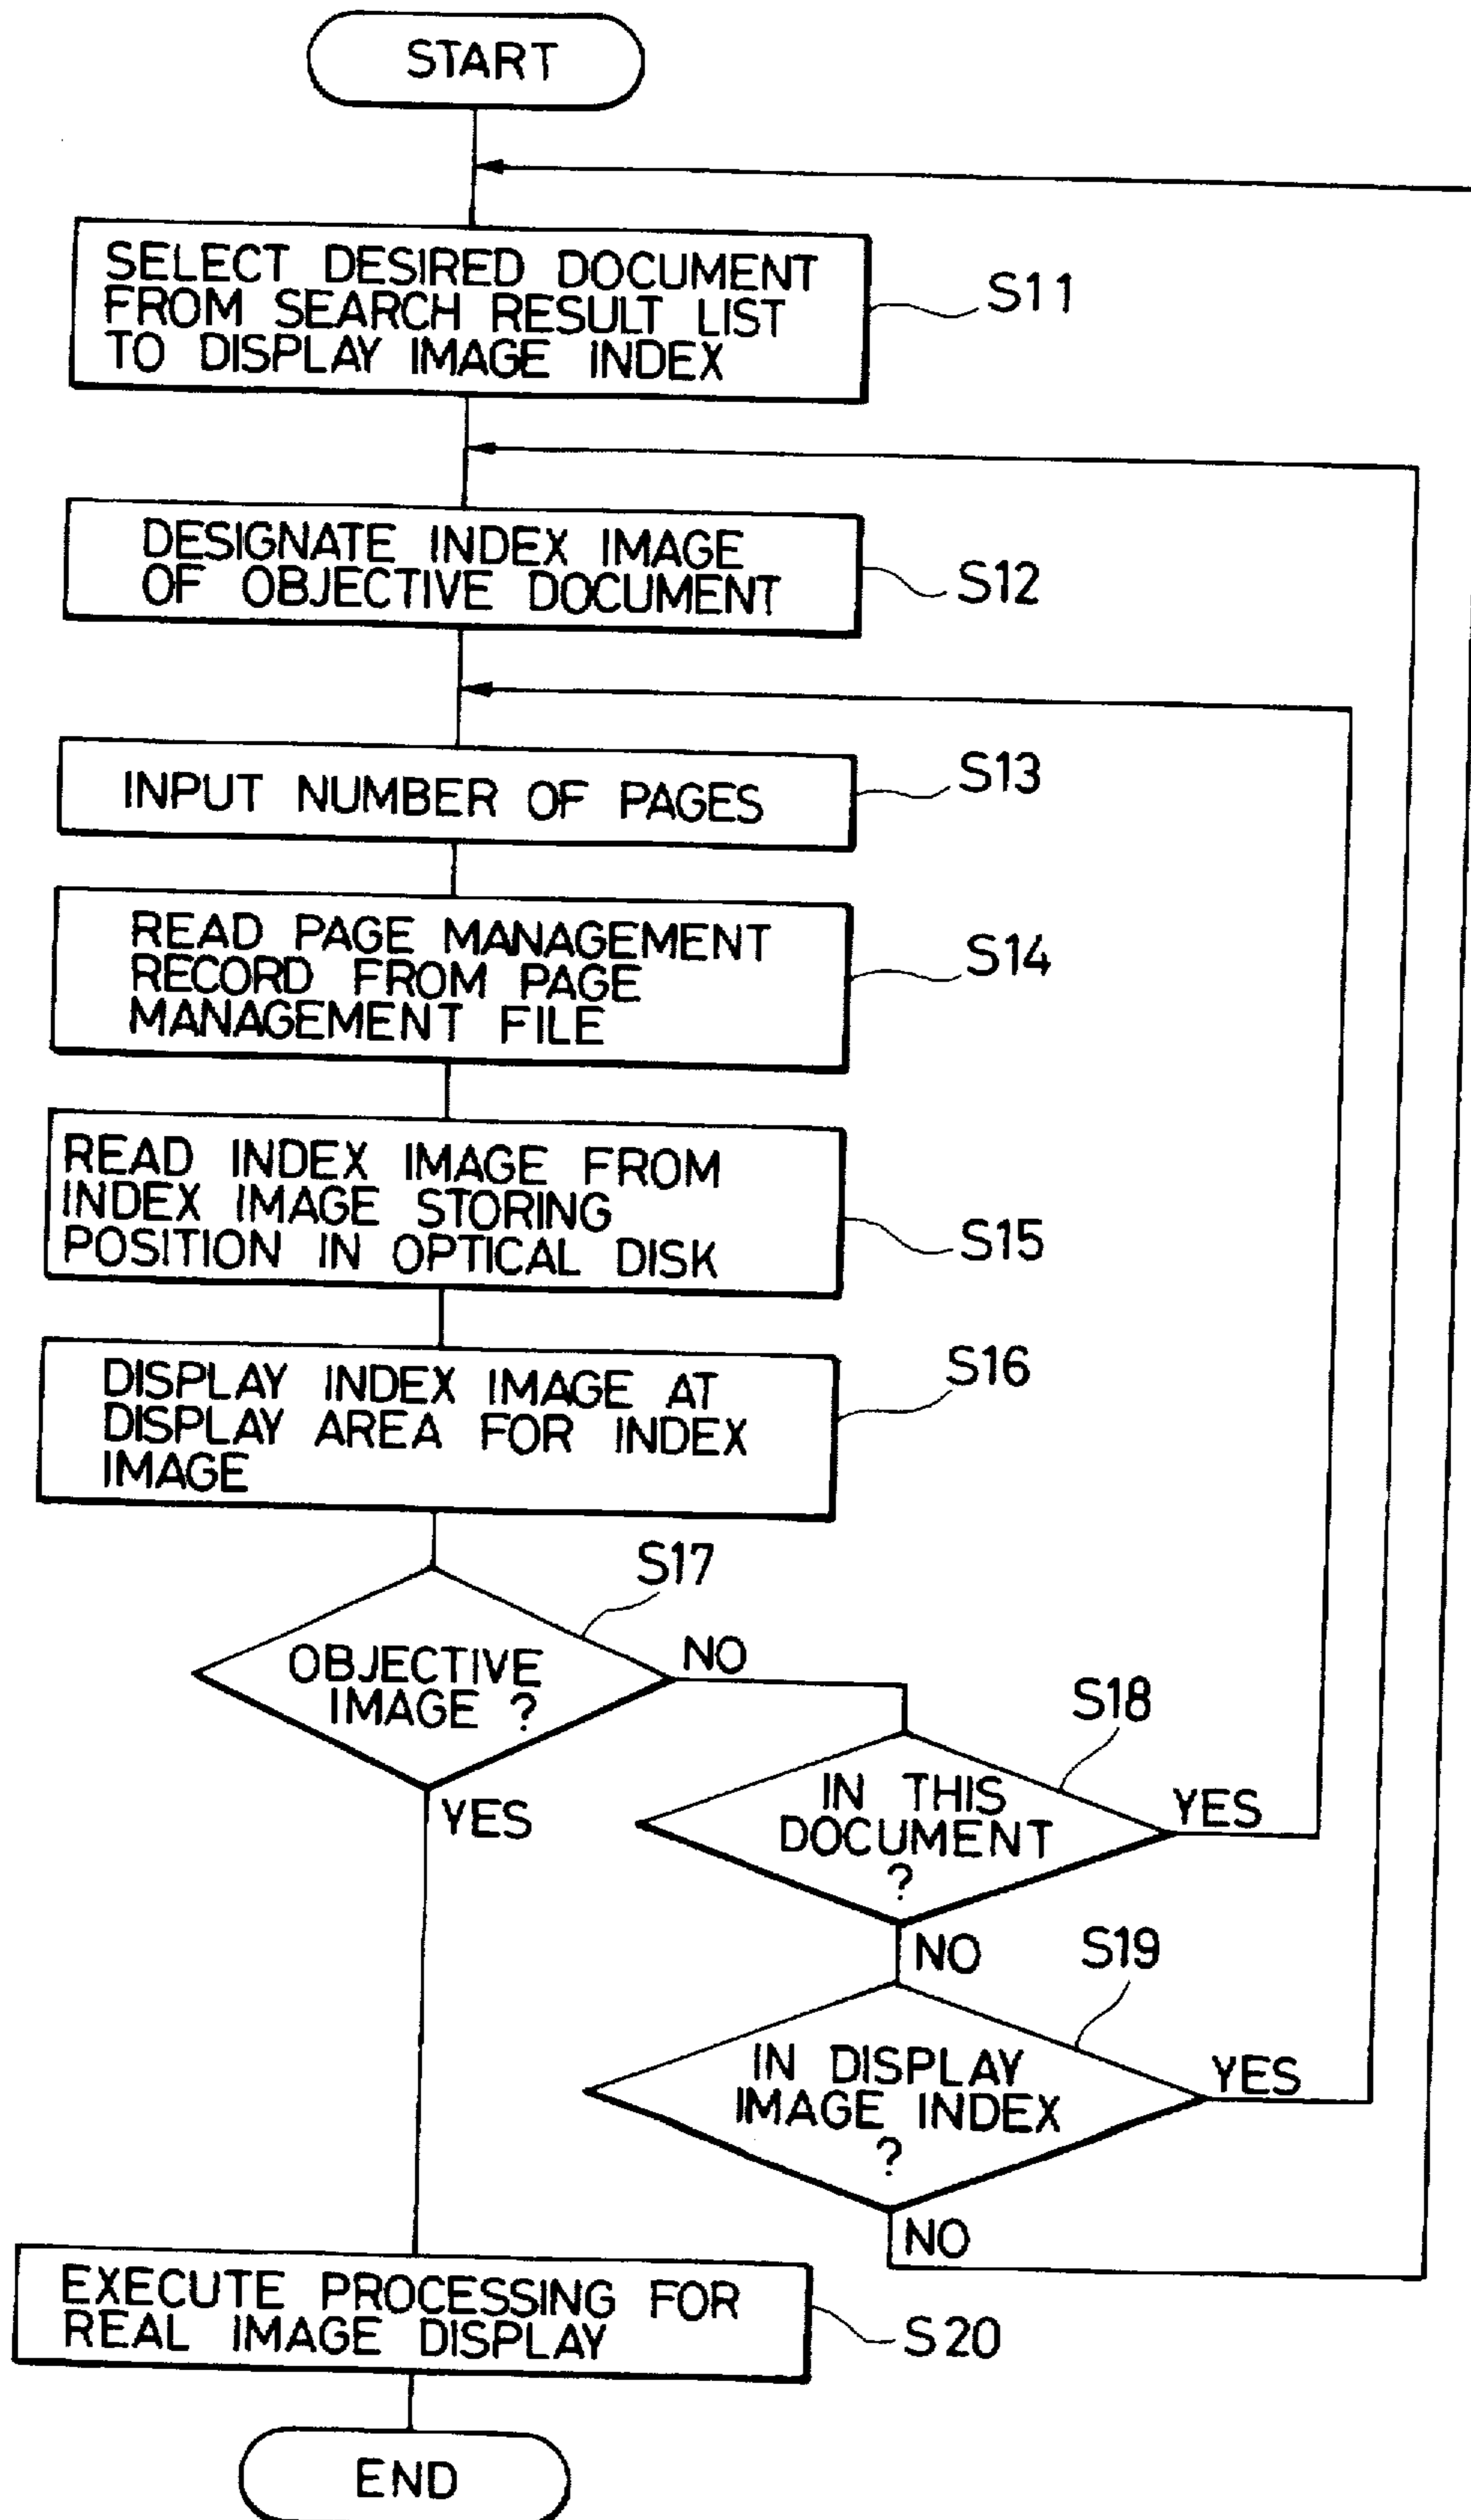 START
SELECT DESIRED DOCUMENT
FROM SEARCH RESULT LIST
TO DISPLAY IMAGE INDEX
S11
DESIGNATE INDEX IMAGE
OF OBJECTIVE DOCUMENT
S12
INPUT NUMBER OF PAGES
S13
READ PAGE MANAGEMENT
RECORD FROM PAGE
MANAGEMENT FILE
S14
READ INDEX IMAGE FROM
INDEX IMAGE STORING
POSITION IN OPTICAL DISK
S15
DISPLAY INDEX IMAGE AT
DISPLAY AREA FOR INDEX
IMAGE
S16
S17
OBJECTIVE
IMAGE ?
NO
YES
S18
IN THIS
DOCUMENT
?
YES
NO
S19
IN DISPLAY
IMAGE INDEX
?
YES
NO
EXECUTE PROCESSING FOR
REAL IMAGE DISPLAY
S20
END